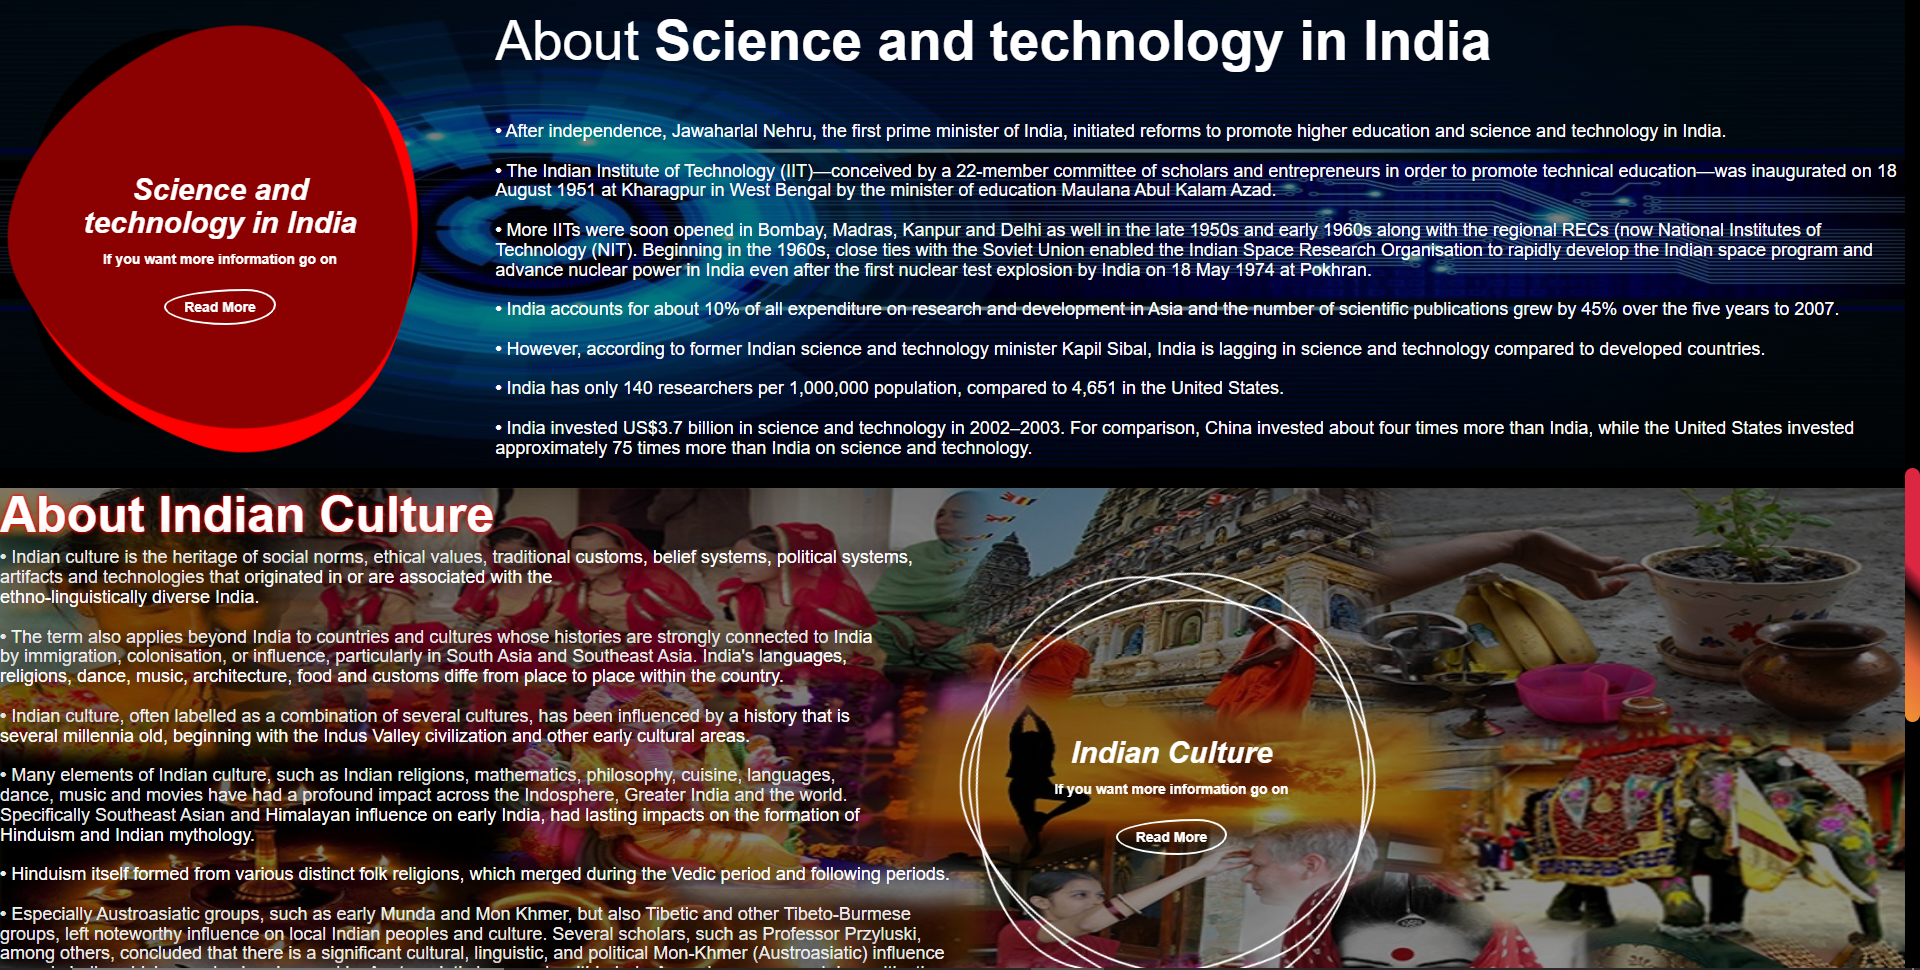 About Science and technology in India
Science and
technology in India
If you want more information go on
Read More
• After independence, Jawaharlal Nehru, the first prime minister of India, initiated reforms to promote higher education and science and technology in India.
• The Indian Institute of Technology (IIT)—conceived by a 22-member committee of scholars and entrepreneurs in order to promote technical education—was inaugurated on 18
August 1951 at Kharagpur in West Bengal by the minister of education Maulana Abul Kalam Azad.
• More IITs were soon opened in Bombay, Madras, Kanpur and Delhi as well in the late 1950s and early 1960s along with the regional RECs (now National Institutes of
Technology (NIT). Beginning in the 1960s, close ties with the Soviet Union enabled the Indian Space Research Organisation to rapidly develop the Indian space program and
advance nuclear power in India even after the first nuclear test explosion by India on 18 May 1974 at Pokhran.
• India accounts for about 10% of all expenditure on research and development in Asia and the number of scientific publications grew by 45% over the five years to 2007.
• However, according to former Indian science and technology minister Kapil Sibal, India is lagging in science and technology compared to developed countries.
• India has only 140 researchers per 1,000,000 population, compared to 4,651 in the United States.
• India invested US$3.7 billion in science and technology in 2002–2003. For comparison, China invested about four times more than India, while the United States invested
approximately 75 times more than India on science and technology.
About Indian Culture
• Indian culture is the heritage of social norms, ethical values, traditional customs, belief systems, political systems,
artifacts and technologies that originated in or are associated with the
ethno-linguistically diverse India.
• The term also applies beyond India to countries and cultures whose histories are strongly connected to India
by immigration, colonisation, or influence, particularly in South Asia and Southeast Asia. India's languages,
religions, dance, music, architecture, food and customs diffe from place to place within the country.
• Indian culture, often labelled as a combination of several cultures, has been influenced by a history that is
several millennia old, beginning with the Indus Valley civilization and other early cultural areas.
• Many elements of Indian culture, such as Indian religions, mathematics, philosophy, cuisine, languages,
dance, music and movies have had a profound impact across the Indosphere, Greater India and the world.
Specifically Southeast Asian and Himalayan influence on early India, had lasting impacts on the formation of
Hinduism and Indian mythology.
• Hinduism itself formed from various distinct folk religions, which merged during the Vedic period and following periods.
• Especially Austroasiatic groups, such as early Munda and Mon Khmer, but also Tibetic and other Tibeto-Burmese
groups, left noteworthy influence on local Indian peoples and culture. Several scholars, such as Professor Przyluski,
among others, concluded that there is a significant cultural, linguistic, and political Mon-Khmer (Austroasiatic) influence
Indian Culture
If you want more information go on
Read More